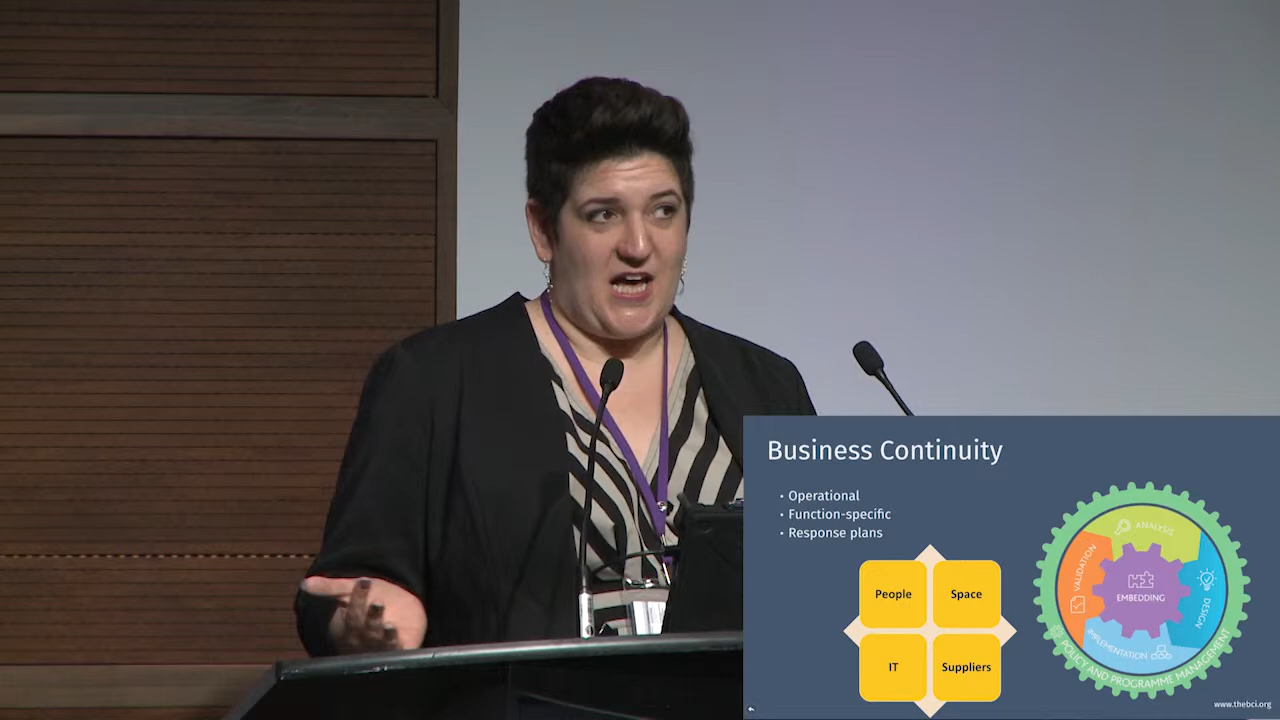 Business Continuity
• Operational
• Function-specific
• Response plans
People
Space
IT
Suppliers
ANALYSIS
DESIGN
IMPLEMENTATION
VALIDATION
EMBEDDING
POLICY AND PROGRAMME MANAGEMENT
www.thebci.org